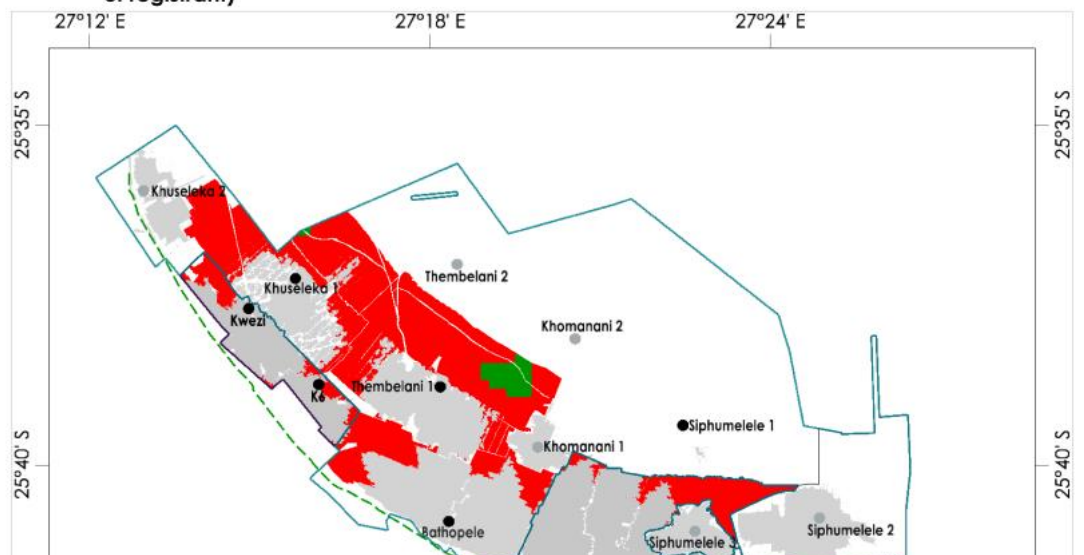 27°12' E
27°18' E
27°24' E
25°35' S
25°35' S
Khuseleka 2
Thembelani 2
Khuseleka 1
Kwezi
Khomanani 2
Thembelani 1
K6
Siphumelele 1
Khomanani 1
25°40' S
25°40' S
Bathopele
Siphumelele 3
Siphumelele 2